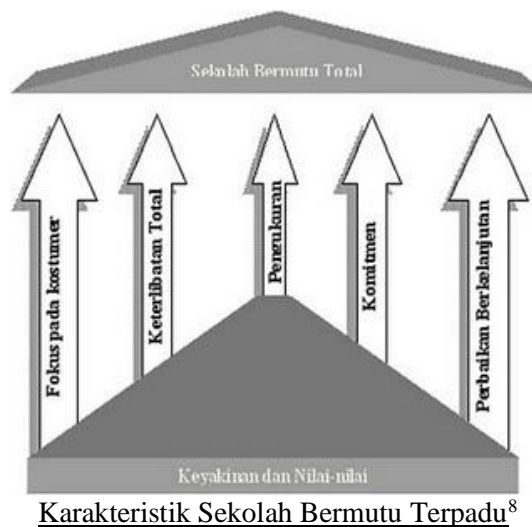 Sekolah Bermutu Total
Fokus pada kostumer
Keterlibatan Total
Pengukuran
Komitmen
Perbaikan Berkelanjutan
Keyakinan dan Nilai-nilai
Karakteristik Sekolah Bermutu Terpadu⁸